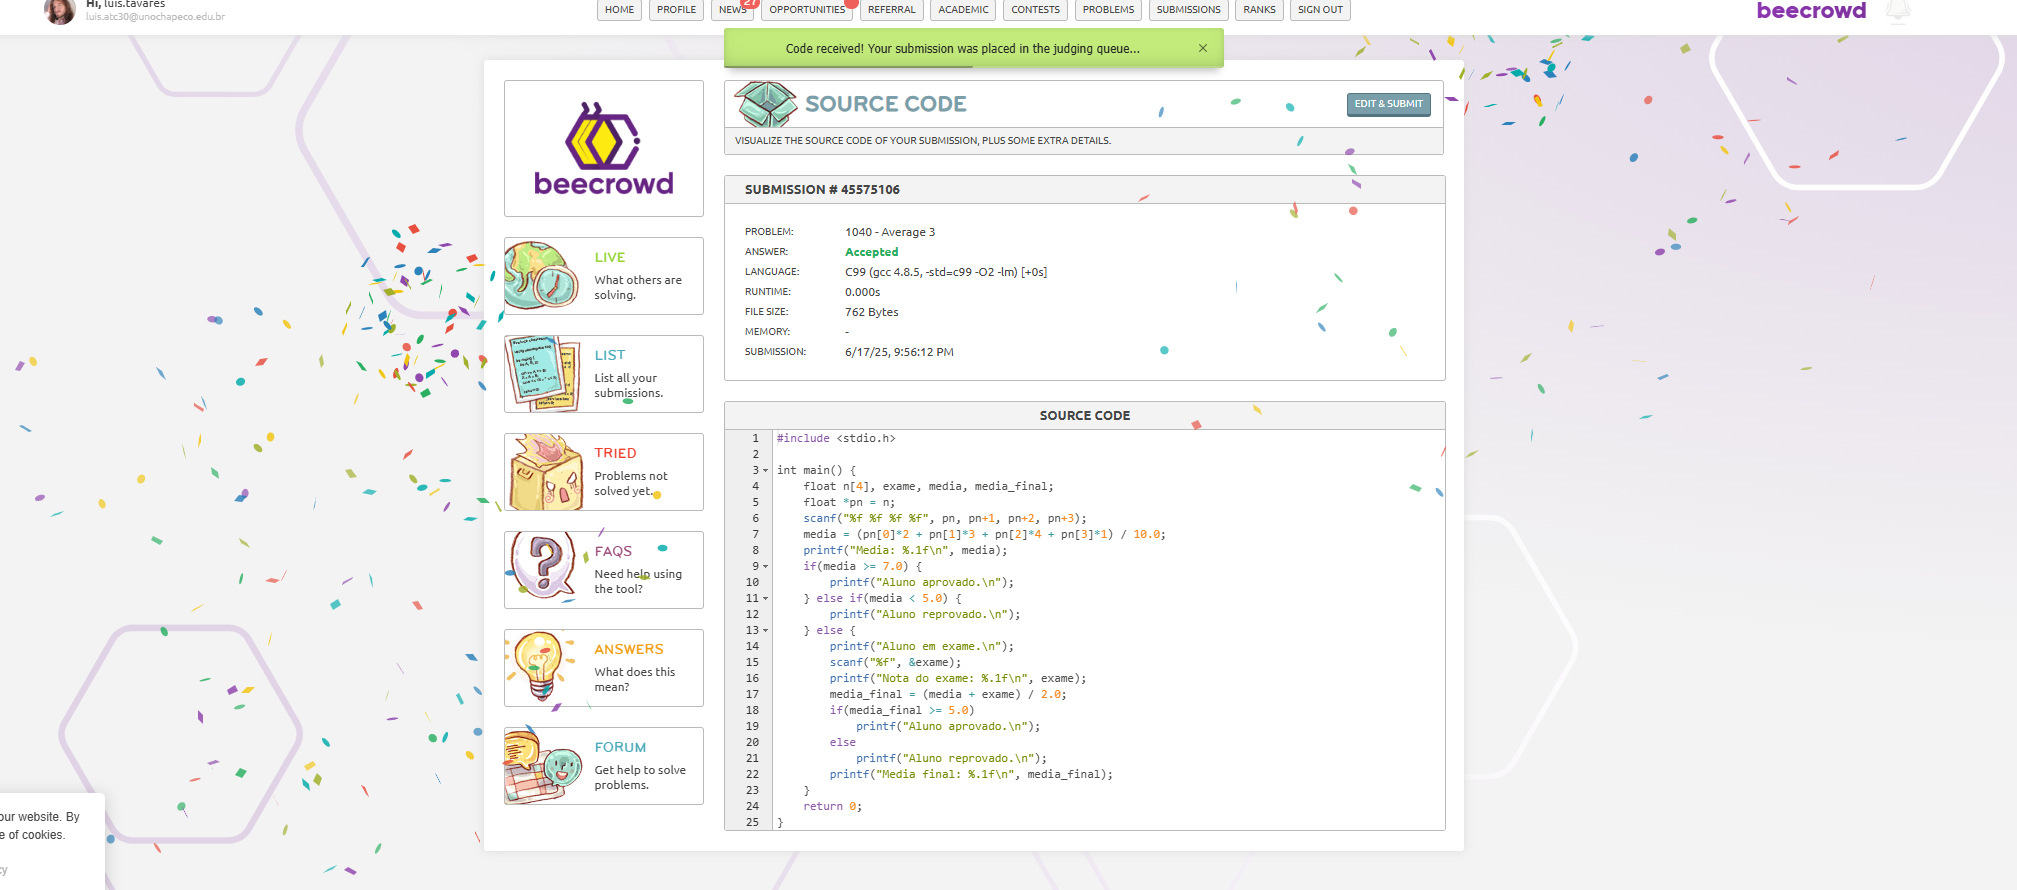 Hi, luis.tavares
luis.atc30@unochapeco.edu.br
HOME
PROFILE
NEWS
27
OPPORTUNITIES
REFERRAL
ACADEMIC
CONTESTS
PROBLEMS
SUBMISSIONS
RANKS
SIGN OUT
beecrowd
Code received! Your submission was placed in the judging queue... ×
beecrowd
SOURCE CODE
EDIT & SUBMIT
VISUALIZE THE SOURCE CODE OF YOUR SUBMISSION, PLUS SOME EXTRA DETAILS.
SUBMISSION # 45575106
PROBLEM: 1040 - Average 3
ANSWER: Accepted
LANGUAGE: C99 (gcc 4.8.5, -std=c99 -O2 -lm) [+0s]
RUNTIME: 0.000s
FILE SIZE: 762 Bytes
MEMORY: -
SUBMISSION: 6/17/25, 9:56:12 PM
LIVE
What others are
solving.
LIST
List all your
submissions.
TRIED
Problems not
solved yet.
FAQS
Need help using
the tool?
ANSWERS
What does this
mean?
FORUM
Get help to solve
problems.
SOURCE CODE
1 #include <stdio.h>
2
3 int main() {
4     float n[4], exame, media, media_final;
5     float *pn = n;
6     scanf("%f %f %f %f", pn, pn+1, pn+2, pn+3);
7     media = (pn[0]*2 + pn[1]*3 + pn[2]*4 + pn[3]*1) / 10.0;
8     printf("Media: %.1f\n", media);
9     if(media >= 7.0) {
10         printf("Aluno aprovado.\n");
11     } else if(media < 5.0) {
12         printf("Aluno reprovado.\n");
13     } else {
14         printf("Aluno em exame.\n");
15         scanf("%f", &exame);
16         printf("Nota do exame: %.1f\n", exame);
17         media_final = (media + exame) / 2.0;
18         if(media_final >= 5.0)
19             printf("Aluno aprovado.\n");
20         else
21             printf("Aluno reprovado.\n");
22         printf("Media final: %.1f\n", media_final);
23     }
24     return 0;
25 }
our website. By
e of cookies.
cy